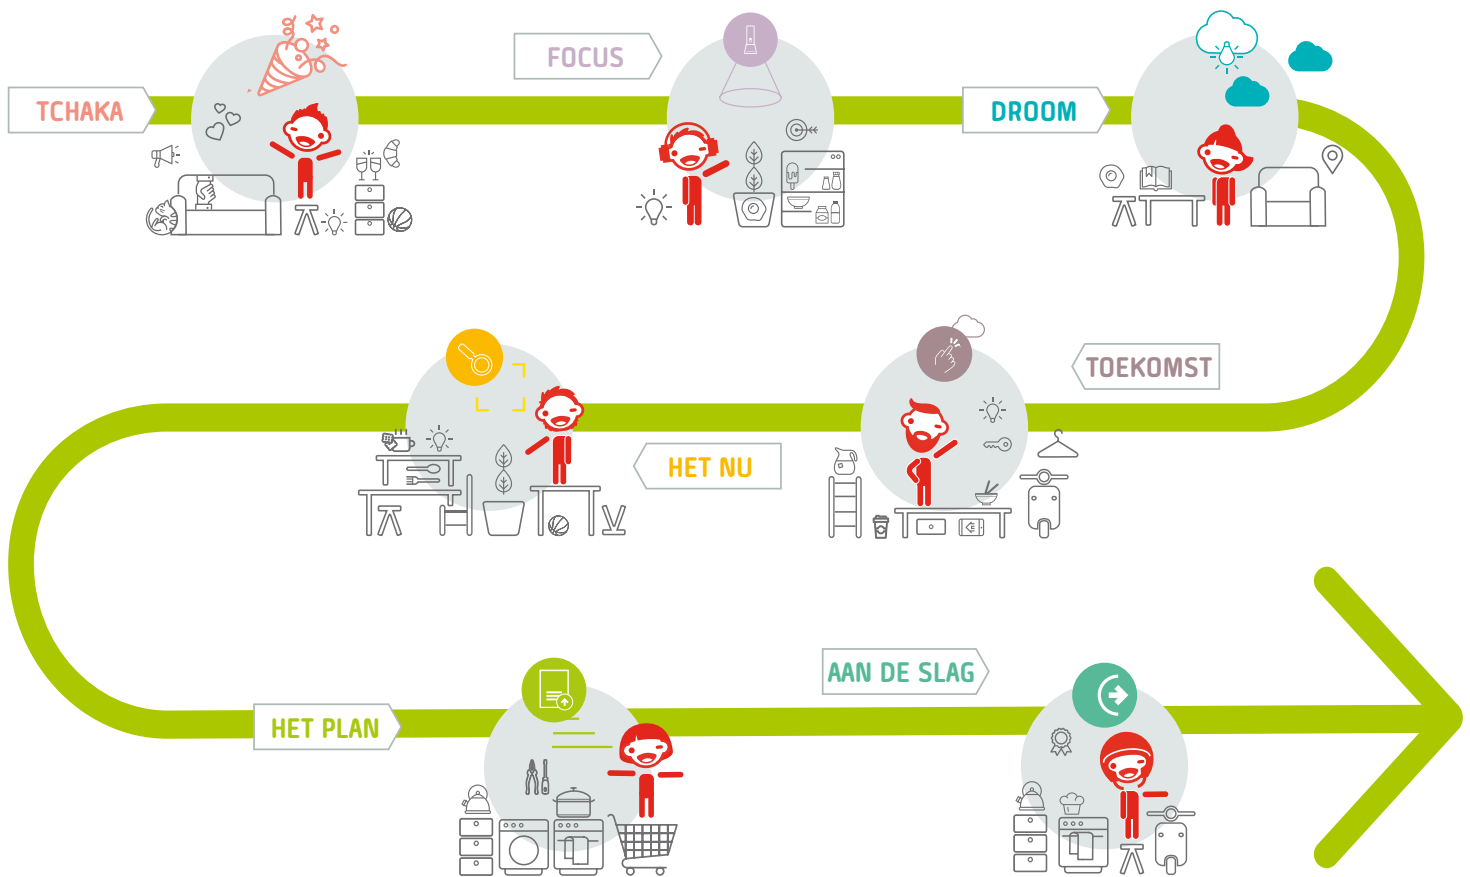 TCHAKA
FOCUS
DROOM
TOEKOMST
HET NU
HET PLAN
AAN DE SLAG